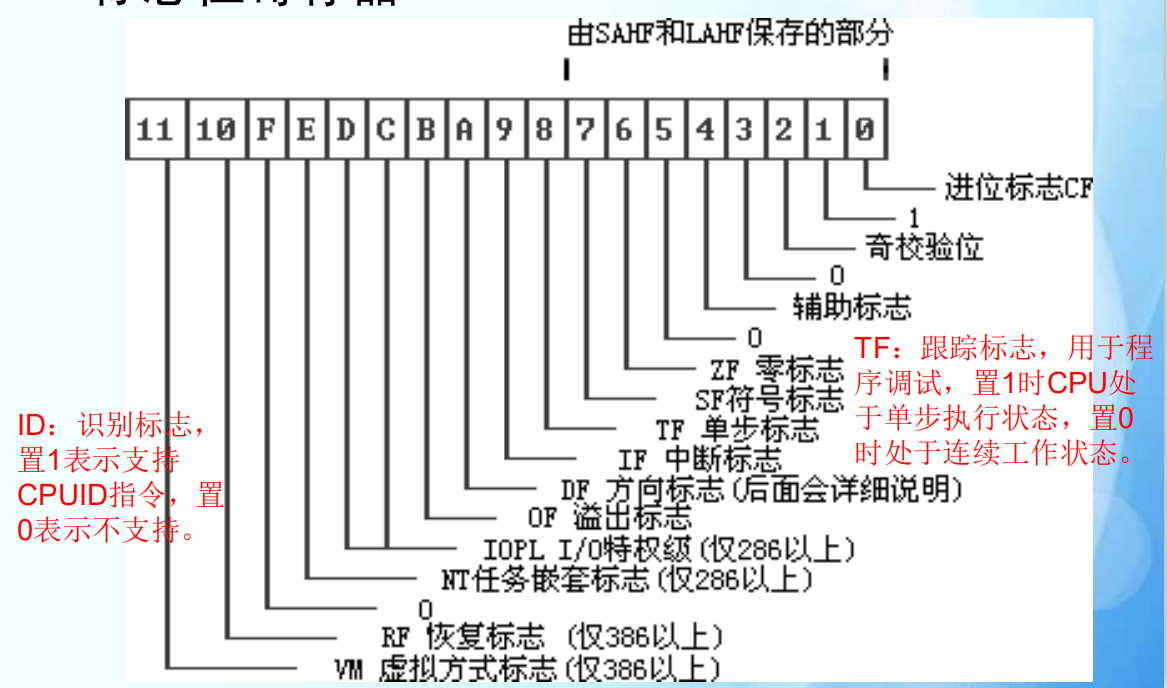 标志位寄存器
由SAHF和LAHF保存的部分
11 10 F E D C B A 9 8 7 6 5 4 3 2 1 0
进位标志CF
1
奇校验位
0
辅助标志
0
ZF 零标志
SF符号标志
TF 单步标志
IF 中断标志
DF 方向标志(后面会详细说明)
OF 溢出标志
IOPL I/O特权级(仅286以上)
NT任务嵌套标志(仅286以上)
0
RF 恢复标志 (仅386以上)
VM 虚拟方式标志(仅386以上)
TF：跟踪标志，用于程
序调试，置1时CPU处
于单步执行状态，置0
时处于连续工作状态。
ID：识别标志，
置1表示支持
CPUID指令，置
0表示不支持。